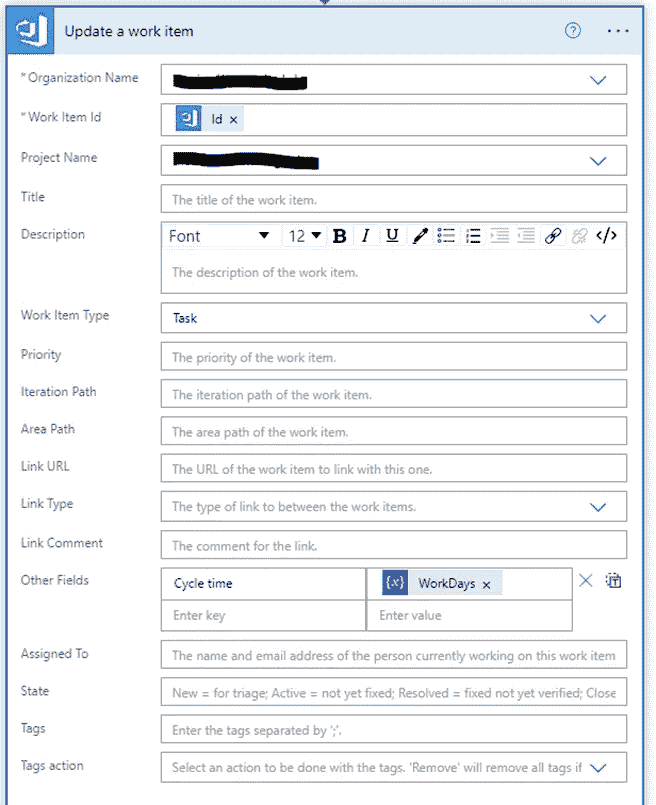 Update a work item
* Organization Name
* Work Item Id
Id ×
Project Name
Title
The title of the work item.
Description
Font 12 B I U </>
The description of the work item.
Work Item Type
Task
Priority
The priority of the work item.
Iteration Path
The iteration path of the work item.
Area Path
The area path of the work item.
Link URL
The URL of the work item to link with this one.
Link Type
The type of link to between the work items.
Link Comment
The comment for the link.
Other Fields
Cycle time
{x} WorkDays ×
Enter key
Enter value
Assigned To
The name and email address of the person currently working on this work item
State
New = for triage; Active = not yet fixed; Resolved = fixed not yet verified; Close
Tags
Enter the tags separated by ';'.
Tags action
Select an action to be done with the tags. 'Remove' will remove all tags if